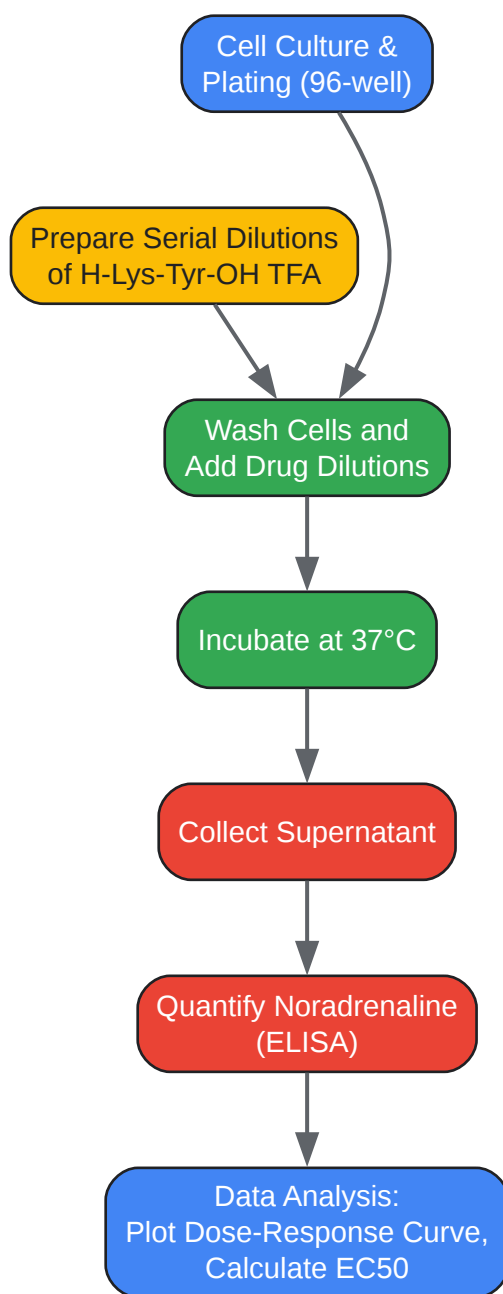 Cell Culture &
Plating (96-well)
Prepare Serial Dilutions
of H-Lys-Tyr-OH TFA
Wash Cells and
Add Drug Dilutions
Incubate at 37°C
Collect Supernatant
Quantify Noradrenaline
(ELISA)
Data Analysis:
Plot Dose-Response Curve,
Calculate EC50